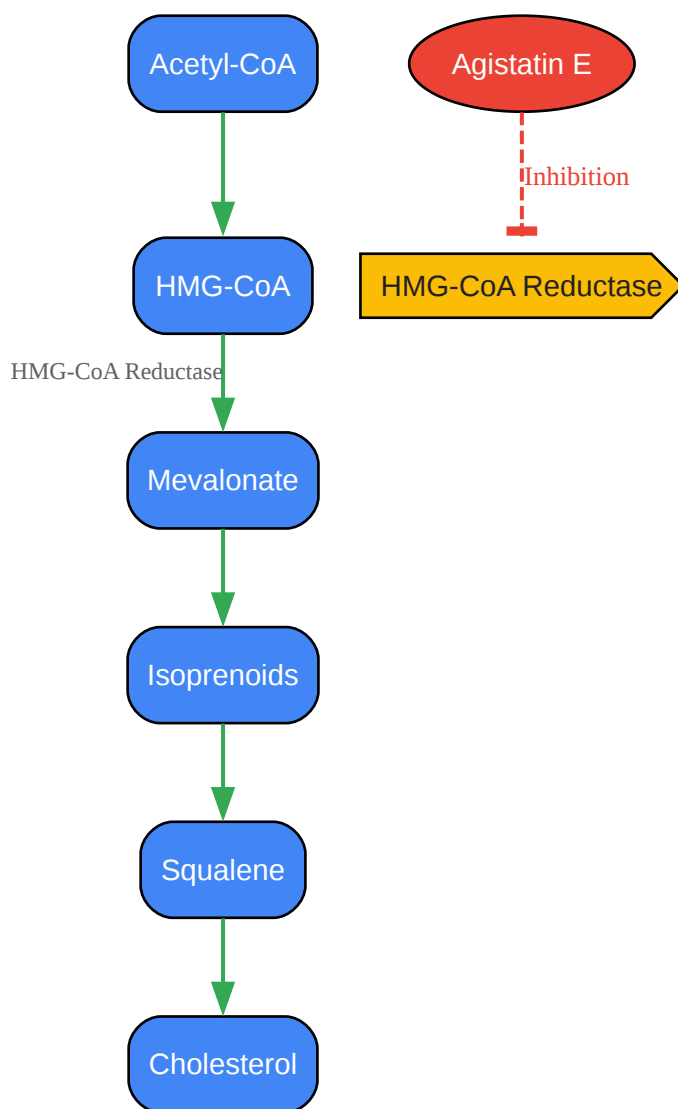 Acetyl-CoA
Agistatin E
Inhibition
HMG-CoA
HMG-CoA Reductase
HMG-CoA Reductase
Mevalonate
Isoprenoids
Squalene
Cholesterol